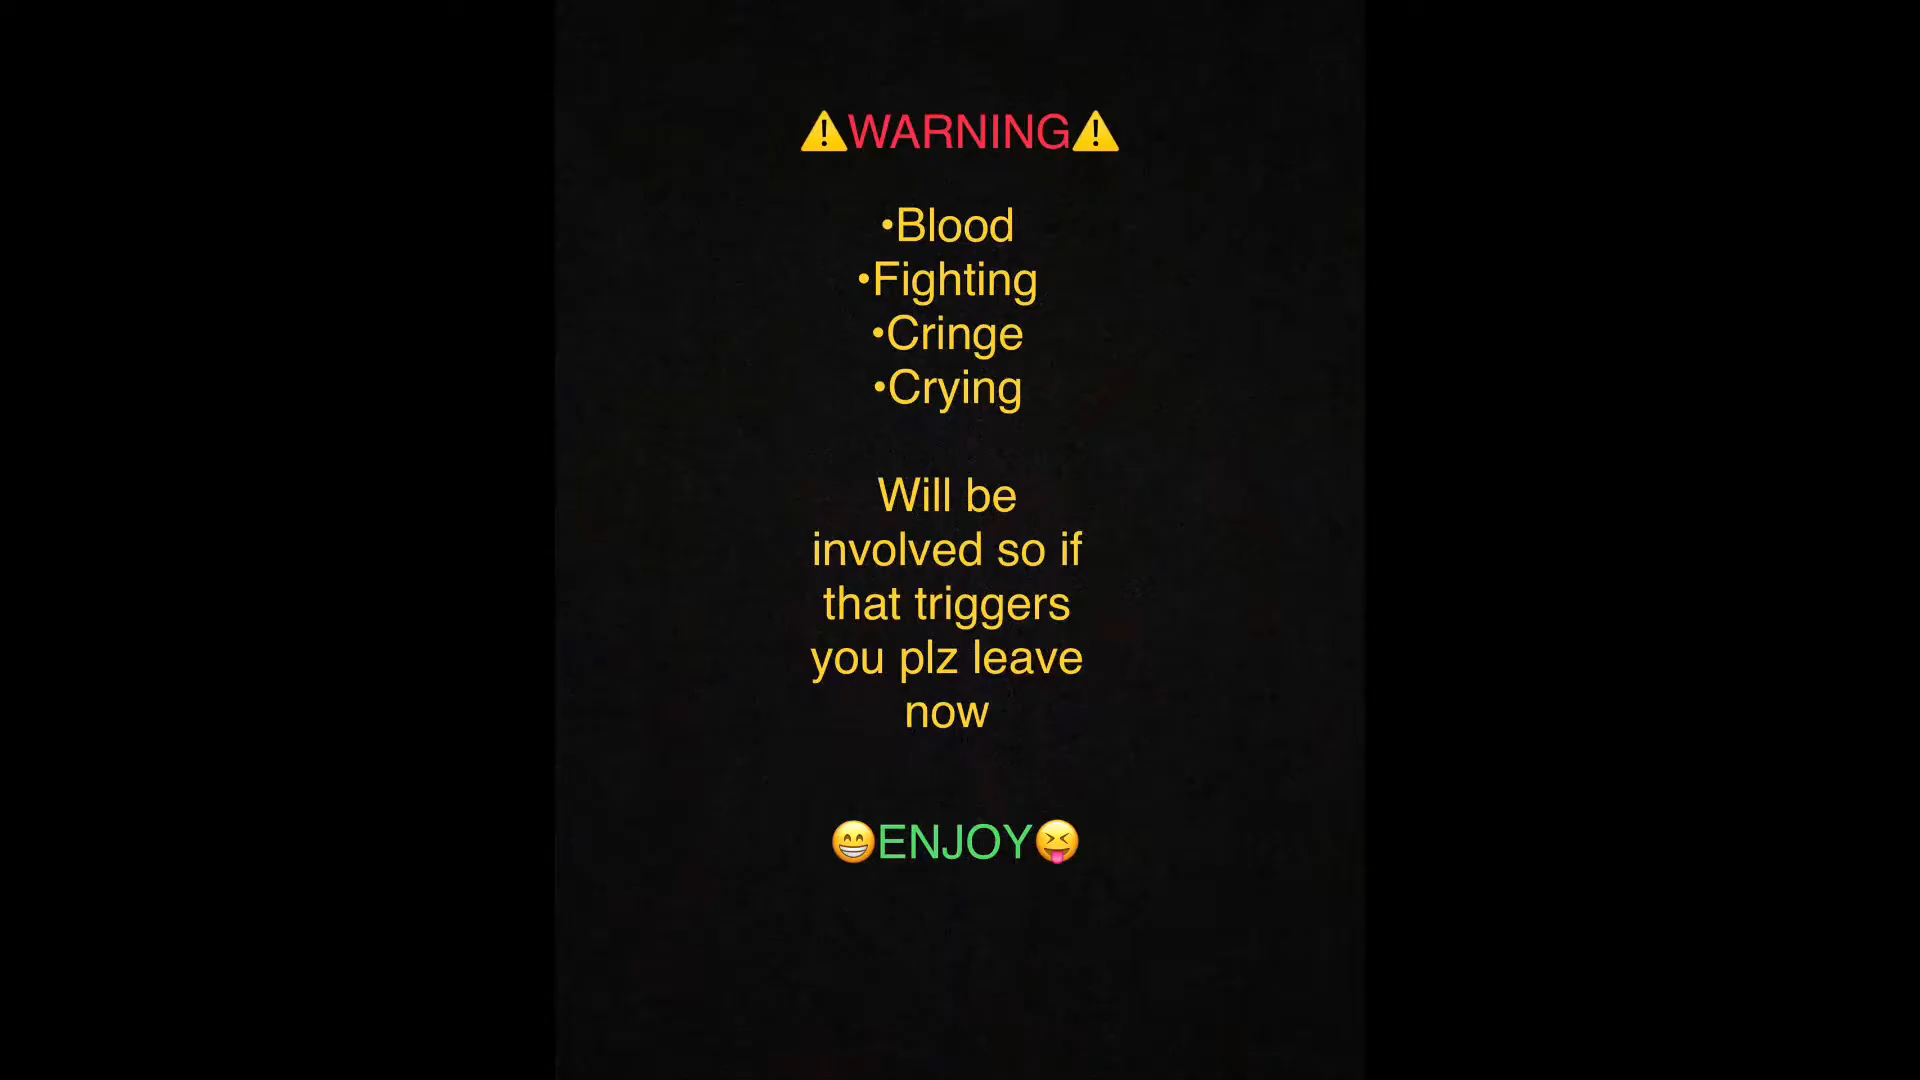 ⚠️WARNING⚠️
•Blood
•Fighting
•Cringe
•Crying
Will be
involved so if
that triggers
you plz leave
now
😁ENJOY😝